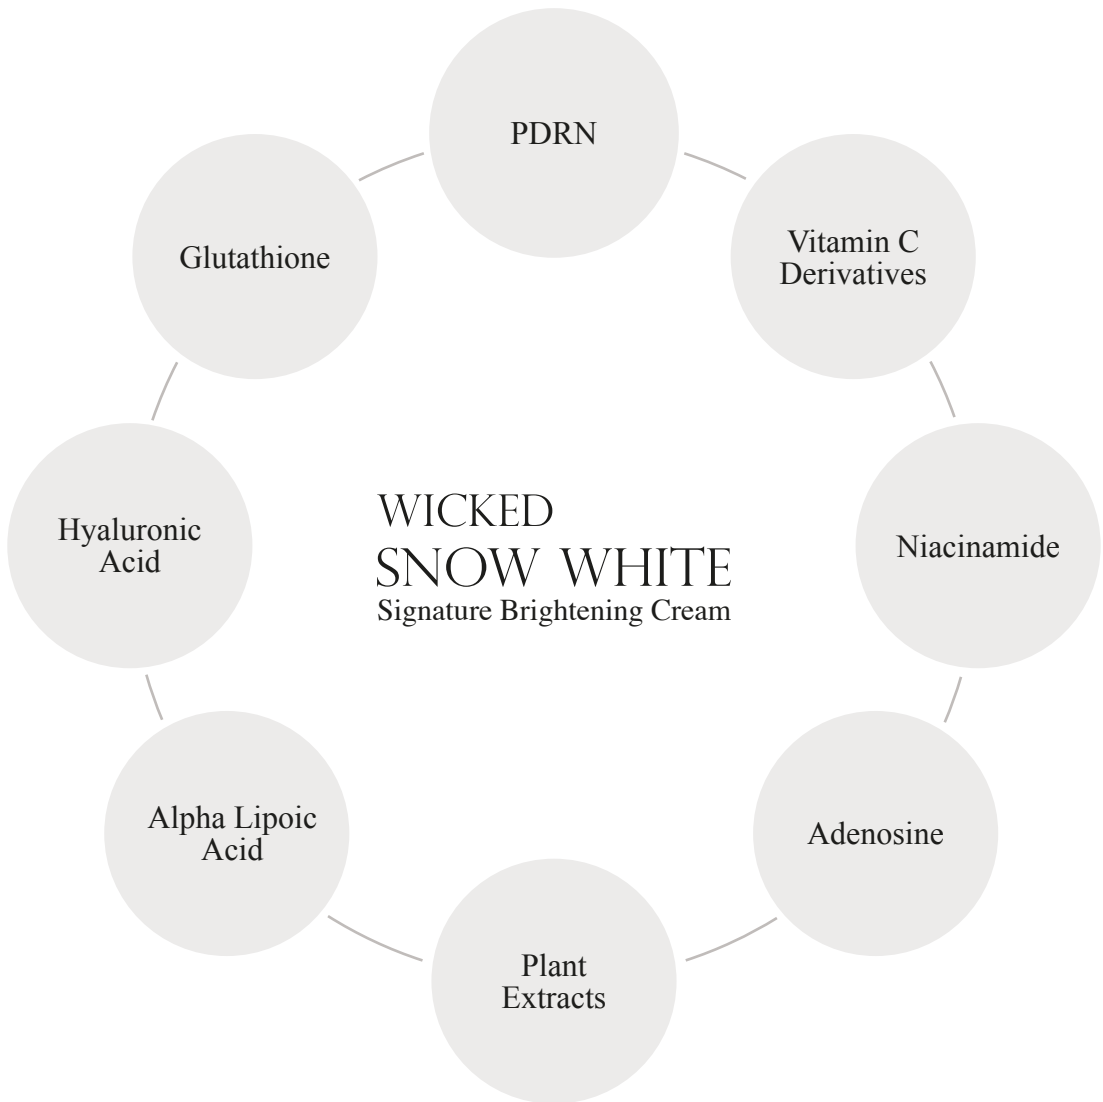 PDRN
Glutathione
Vitamin C
Derivatives
Hyaluronic
Acid
WICKED
SNOW WHITE
Signature Brightening Cream
Niacinamide
Alpha Lipoic
Acid
Adenosine
Plant
Extracts